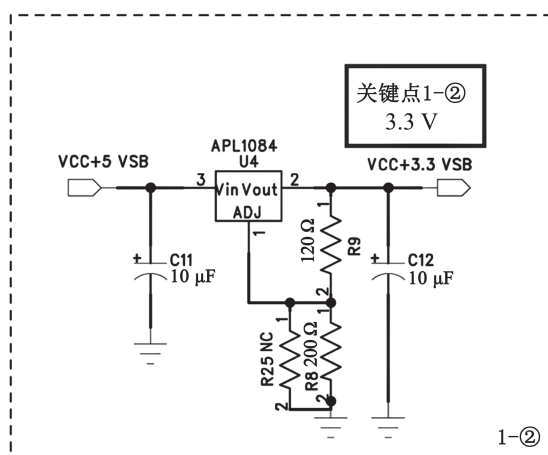 关键点1-②
3.3 V
APL1084
U4
VCC+5 VSB
VCC+3.3 VSB
3
Vin Vout
2
ADJ
1
1
120 Ω
R9
2
C11
10 μF
C12
10 μF
1
R25 NC
2
1
200 Ω
R8
2
1-②